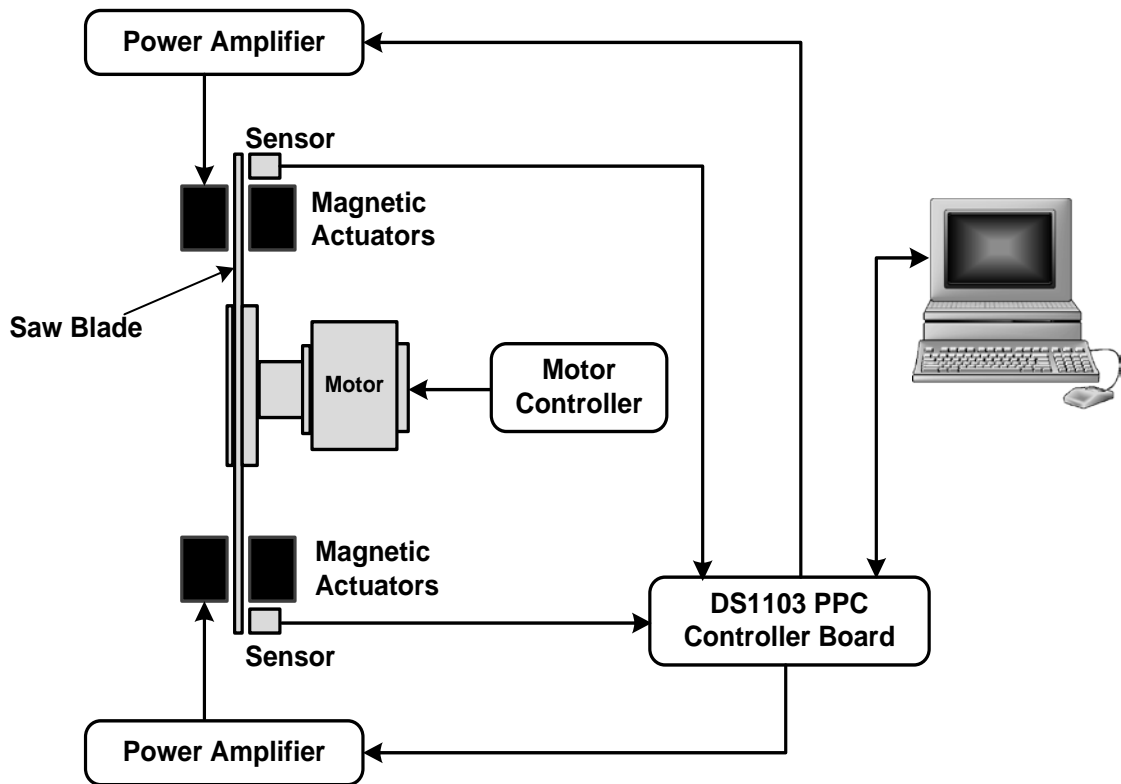 Power Amplifier
Sensor
Magnetic
Actuators
Saw Blade
Motor
Motor
Controller
Magnetic
Actuators
DS1103 PPC
Controller Board
Sensor
Power Amplifier